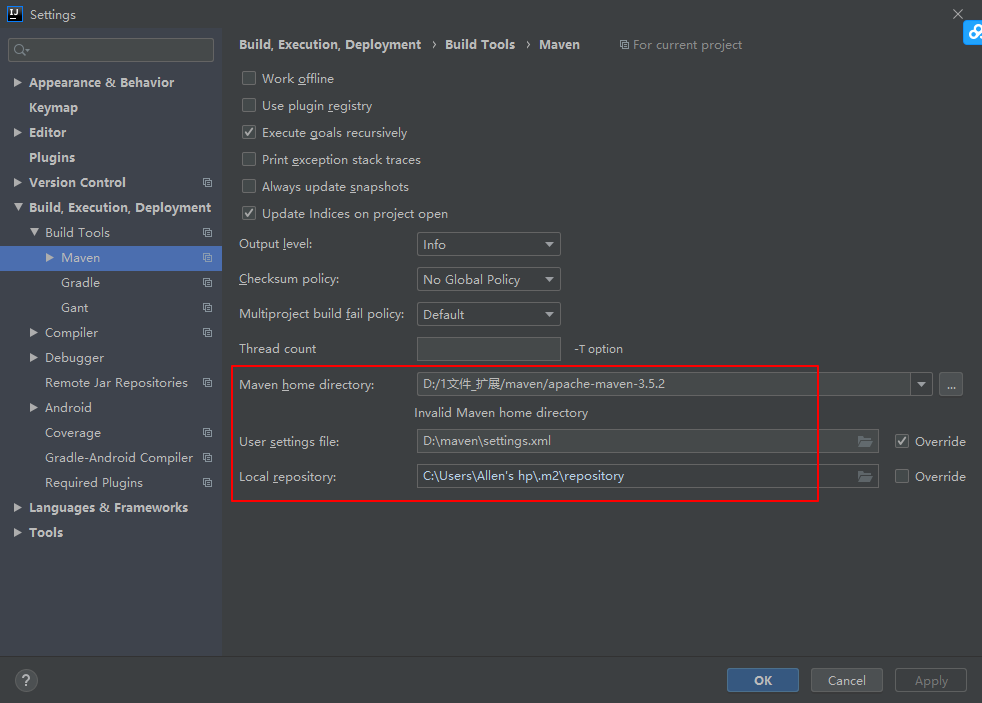 IJ Settings
Build, Execution, Deployment › Build Tools › Maven For current project
Appearance & Behavior
Keymap
Editor
Plugins
Version Control
Build, Execution, Deployment
Build Tools
Maven
Gradle
Gant
Compiler
Debugger
Remote Jar Repositories
Android
Coverage
Gradle-Android Compiler
Required Plugins
Languages & Frameworks
Tools
Work offline
Use plugin registry
Execute goals recursively
Print exception stack traces
Always update snapshots
Update Indices on project open
Output level: Info
Checksum policy: No Global Policy
Multiproject build fail policy: Default
Thread count -T option
Maven home directory: D:/1文件_扩展/maven/apache-maven-3.5.2 ...
Invalid Maven home directory
User settings file: D:\maven\settings.xml Override
Local repository: C:\Users\Allen's hp\.m2\repository Override
? OK Cancel Apply